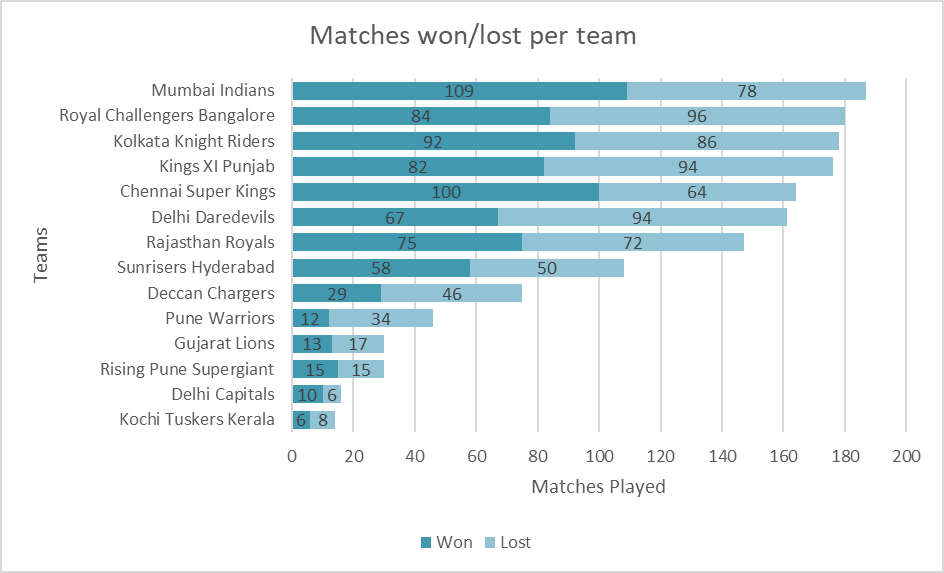 Matches won/lost per team
Teams
Mumbai Indians 109 78
Royal Challengers Bangalore 84 96
Kolkata Knight Riders 92 86
Kings XI Punjab 82 94
Chennai Super Kings 100 64
Delhi Daredevils 67 94
Rajasthan Royals 75 72
Sunrisers Hyderabad 58 50
Deccan Chargers 29 46
Pune Warriors 12 34
Gujarat Lions 13 17
Rising Pune Supergiant 15 15
Delhi Capitals 10 6
Kochi Tuskers Kerala 6 8
0 20 40 60 80 100 120 140 160 180 200
Matches Played
Won Lost